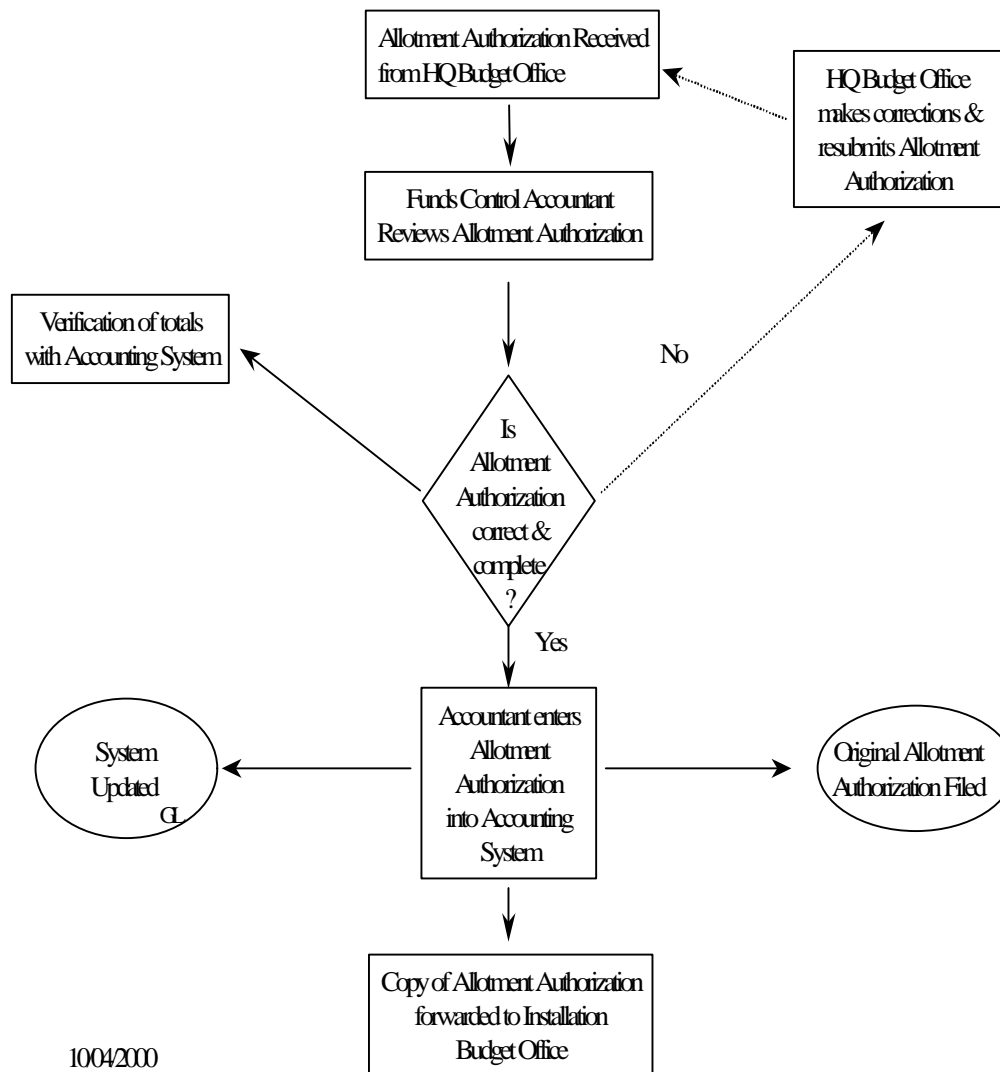 Allotment Authorization Received
from HQ Budget Office
HQ Budget Office
makes corrections &
resubmits Allotment
Authorization
Funds Control Accountant
Reviews Allotment Authorization
Verification of totals
with Accounting System
No
Is
Allotment
Authorization
correct &
complete
?
Yes
System
Updated
GL
Accountant enters
Allotment
Authorization
into Accounting
System
Original Allotment
Authorization Filed
Copy of Allotment Authorization
forwarded to Installation
Budget Office
10/04/2000